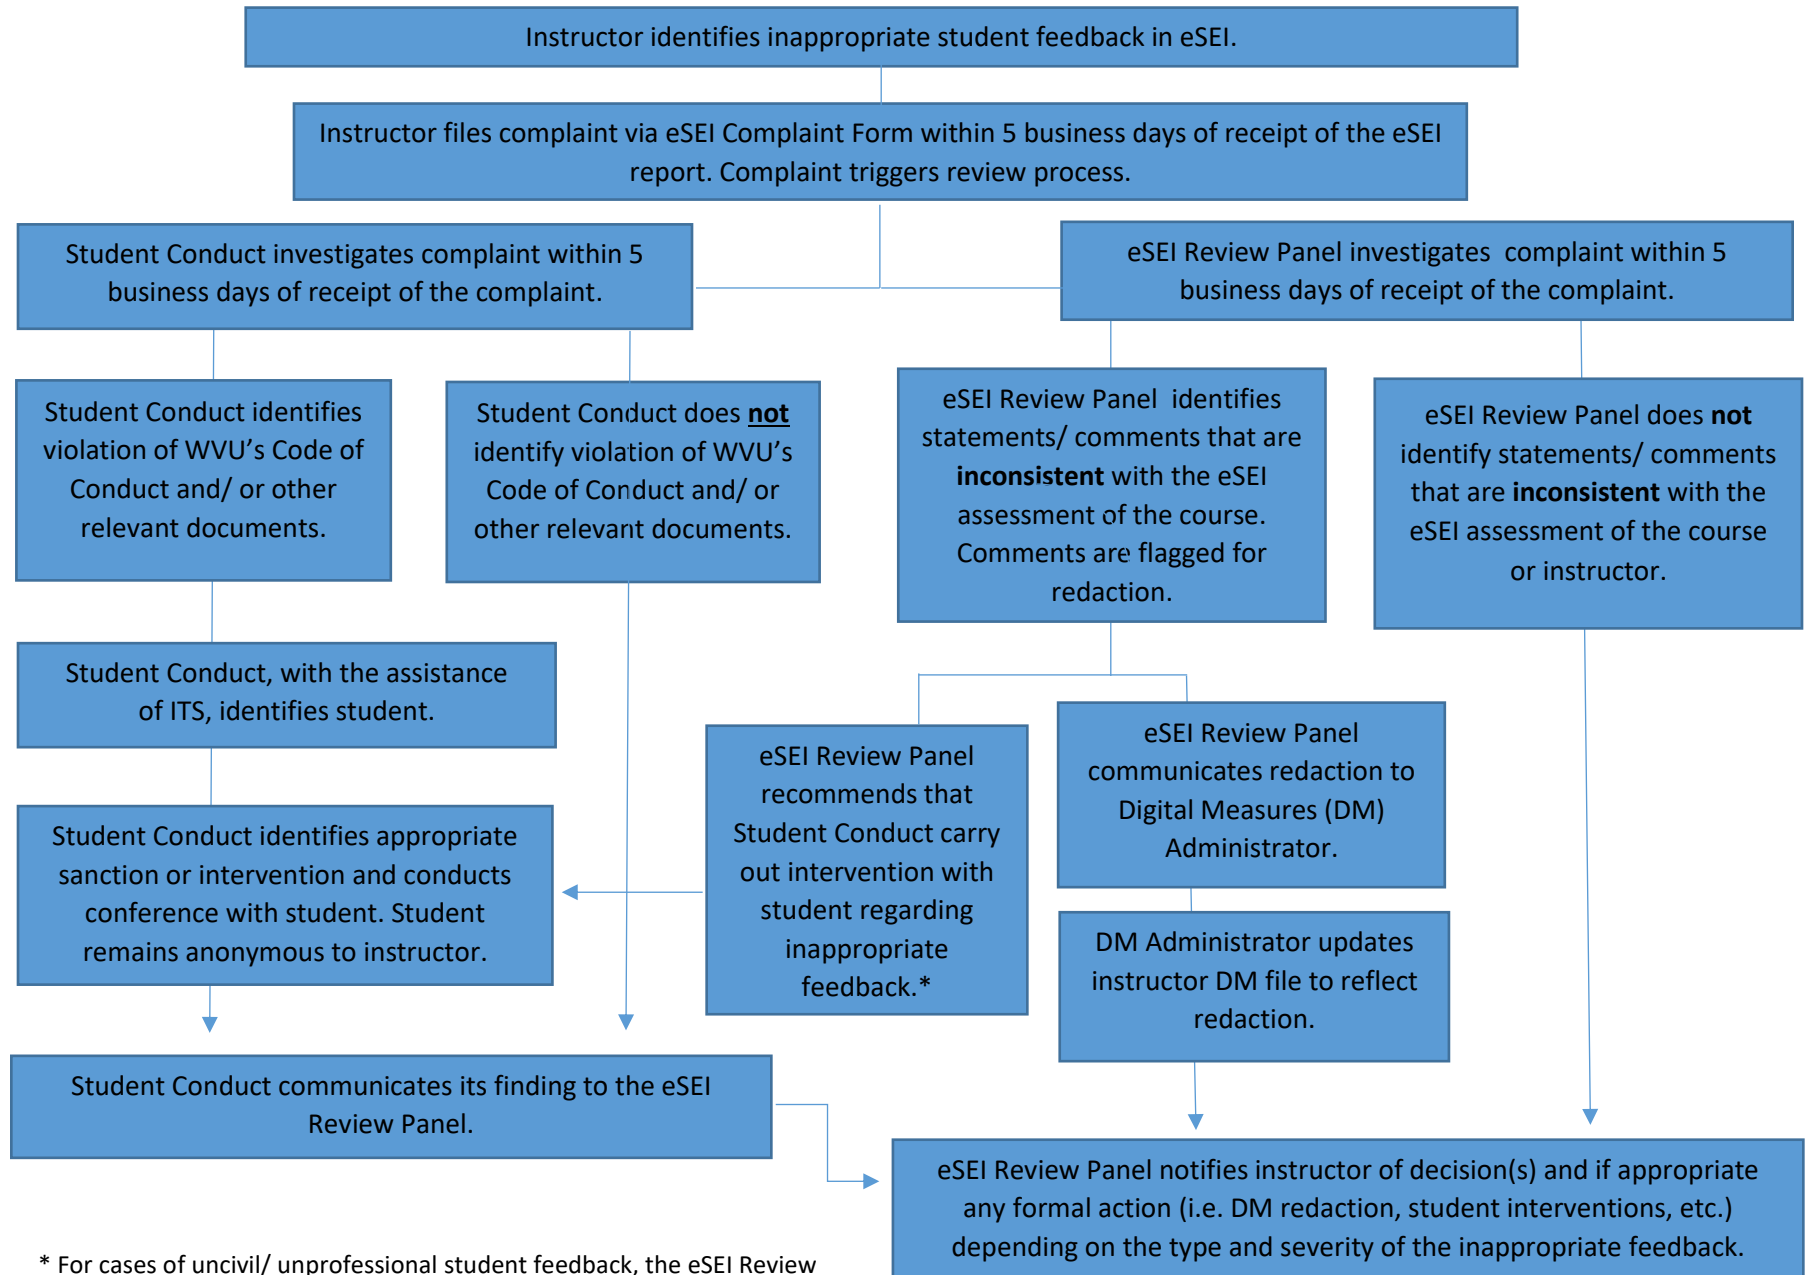 Instructor identifies inappropriate student feedback in eSEI.
Instructor files complaint via eSEI Complaint Form within 5 business days of receipt of the eSEI
report. Complaint triggers review process.
Student Conduct investigates complaint within 5
business days of receipt of the complaint.
eSEI Review Panel investigates complaint within 5
business days of receipt of the complaint.
Student Conduct identifies
violation of WVU's Code of
Conduct and/ or other
relevant documents.
Student Conduct does not
identify violation of WVU's
Code of Conduct and/ or
other relevant documents.
eSEI Review Panel identifies
statements/ comments that are
inconsistent with the eSEI
assessment of the course.
Comments are flagged for
redaction.
eSEI Review Panel does not
identify statements/ comments
that are inconsistent with the
eSEI assessment of the course
or instructor.
Student Conduct, with the assistance
of ITS, identifies student.
eSEI Review Panel
recommends that
Student Conduct carry
out intervention with
student regarding
inappropriate
feedback.*
eSEI Review Panel
communicates redaction to
Digital Measures (DM)
Administrator.
Student Conduct identifies appropriate
sanction or intervention and conducts
conference with student. Student
remains anonymous to instructor.
DM Administrator updates
instructor DM file to reflect
redaction.
Student Conduct communicates its finding to the eSEI
Review Panel.
eSEI Review Panel notifies instructor of decision(s) and if appropriate
any formal action (i.e. DM redaction, student interventions, etc.)
depending on the type and severity of the inappropriate feedback.
* For cases of uncivil/ unprofessional student feedback, the eSEI Review